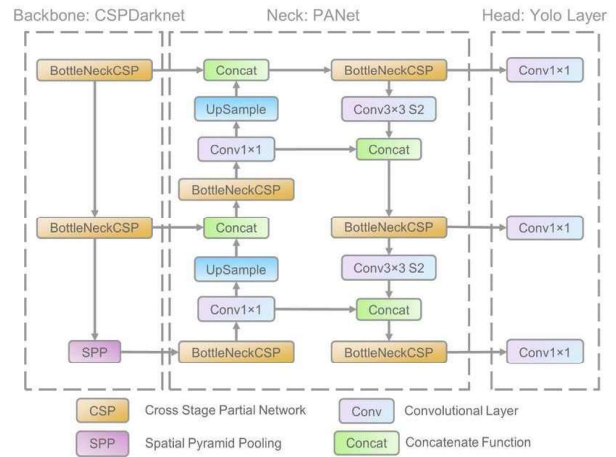 Backbone: CSPDarknet Neck: PANet Head: Yolo Layer
BottleNeckCSP Concat BottleNeckCSP Conv1×1
UpSample Conv3×3 S2
Conv1×1 Concat
BottleNeckCSP
BottleNeckCSP Concat BottleNeckCSP Conv1×1
UpSample Conv3×3 S2
Conv1×1 Concat
SPP BottleNeckCSP BottleNeckCSP Conv1×1
CSP Cross Stage Partial Network Conv Convolutional Layer
SPP Spatial Pyramid Pooling Concat Concatenate Function